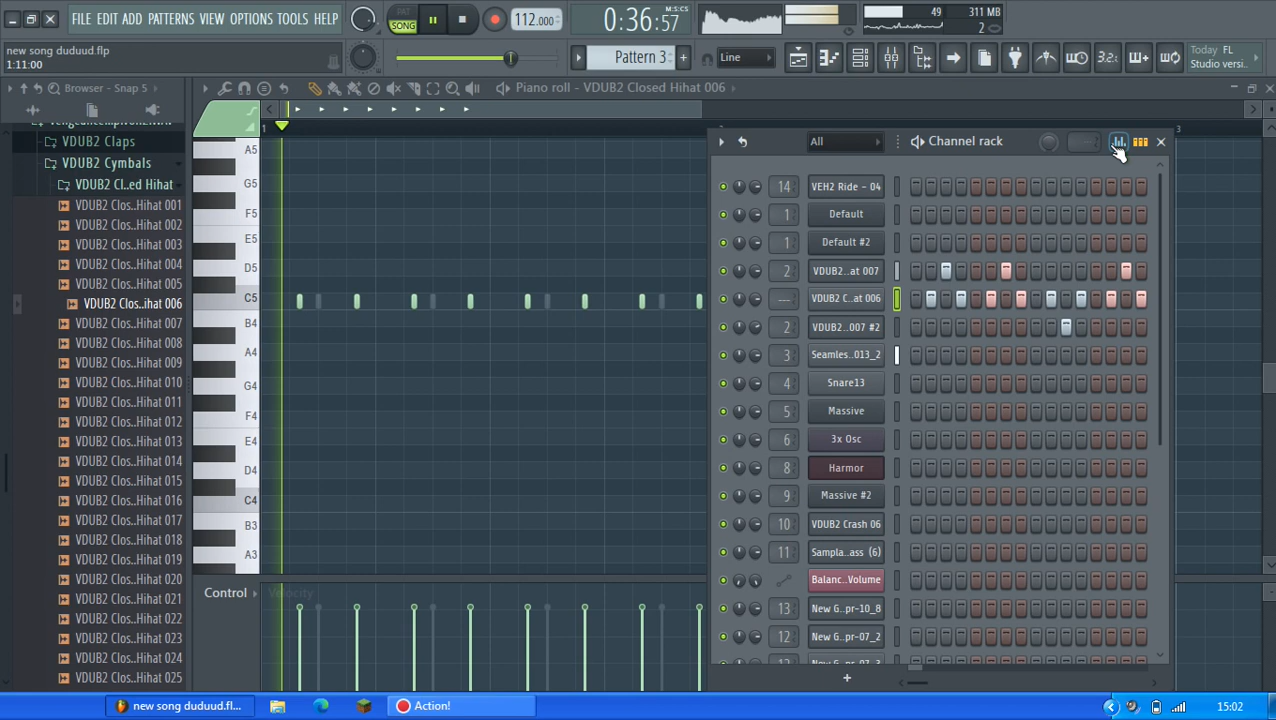 FILE EDIT ADD PATTERNS VIEW OPTIONS TOOLS HELP
PAT
SONG
112.000
0:36:57
M:S:CS
49
311 MB
2
new song duduud.flp
1:11:00
Pattern 3
+
Line
3.2
Today FL
Studio versi..
Browser - Snap 5
Piano roll - VDUB2 Closed Hihat 006
VDUB2 Claps
VDUB2 Cymbals
VDUB2 Cl..ed Hihat
VDUB2 Clos..Hihat 001
VDUB2 Clos..Hihat 002
VDUB2 Clos..Hihat 003
VDUB2 Clos..Hihat 004
VDUB2 Clos..Hihat 005
VDUB2 Clos..ihat 006
VDUB2 Clos..Hihat 007
VDUB2 Clos..Hihat 008
VDUB2 Clos..Hihat 009
VDUB2 Clos..Hihat 010
VDUB2 Clos..Hihat 011
VDUB2 Clos..Hihat 012
VDUB2 Clos..Hihat 013
VDUB2 Clos..Hihat 014
VDUB2 Clos..Hihat 015
VDUB2 Clos..Hihat 016
VDUB2 Clos..Hihat 017
VDUB2 Clos..Hihat 018
VDUB2 Clos..Hihat 019
VDUB2 Clos..Hihat 020
VDUB2 Clos..Hihat 021
VDUB2 Clos..Hihat 022
VDUB2 Clos..Hihat 023
VDUB2 Clos..Hihat 024
VDUB2 Clos..Hihat 025
1
3
A5
G5
F5
E5
D5
C5
B4
A4
G4
F4
E4
D4
C4
B3
A3
Control
Velocity
All
Channel rack
14 VEH2 Ride - 04
1 Default
1 Default #2
2 VDUB2..at 007
--- VDUB2 C..at 006
2 VDUB2..007 #2
3 Seamles..013_2
4 Snare13
5 Massive
6 3x Osc
8 Harmor
9 Massive #2
10 VDUB2 Crash 06
11 Sampla..ass (6)
Balanc..Volume
13 New G..pr-10_8
12 New G..pr-07_2
+
new song duduud.fl...
Action!
15:02